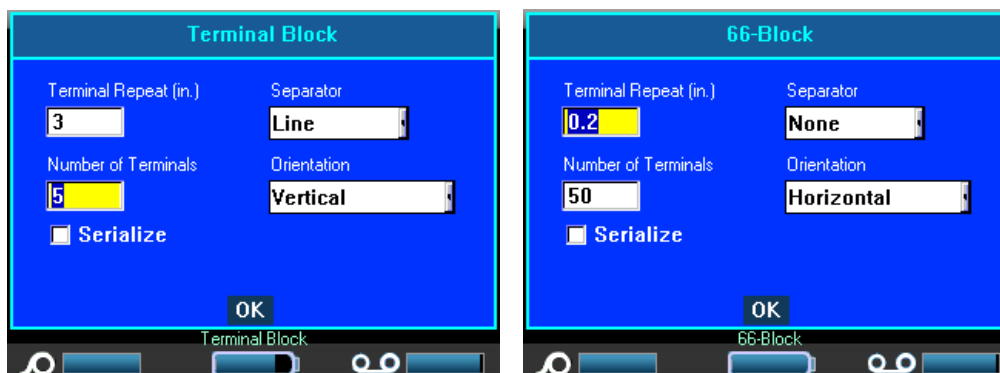 Terminal Block
Terminal Repeat (in.) Separator
3 Line
Number of Terminals Orientation
5 Vertical
Serialize
OK
Terminal Block
66-Block
Terminal Repeat (in.) Separator
0.2 None
Number of Terminals Orientation
50 Horizontal
Serialize
OK
66-Block